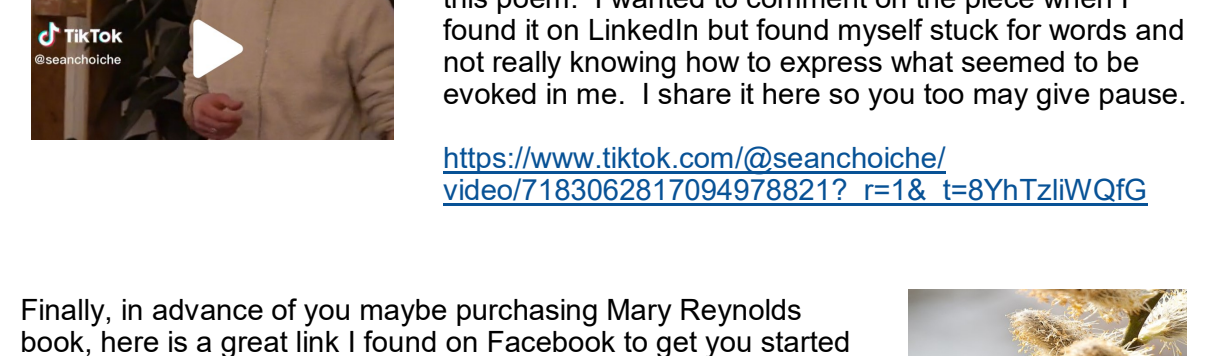 this poem. I wanted to comment on the piece when I
TikTok
@seanchoiche
found it on LinkedIn but found myself stuck for words and
not really knowing how to express what seemed to be
evoked in me. I share it here so you too may give pause.
https://www.tiktok.com/@seanchoiche/
video/7183062817094978821?_r=1&_t=8YhTzliWQfG
Finally, in advance of you maybe purchasing Mary Reynolds
book, here is a great link I found on Facebook to get you started